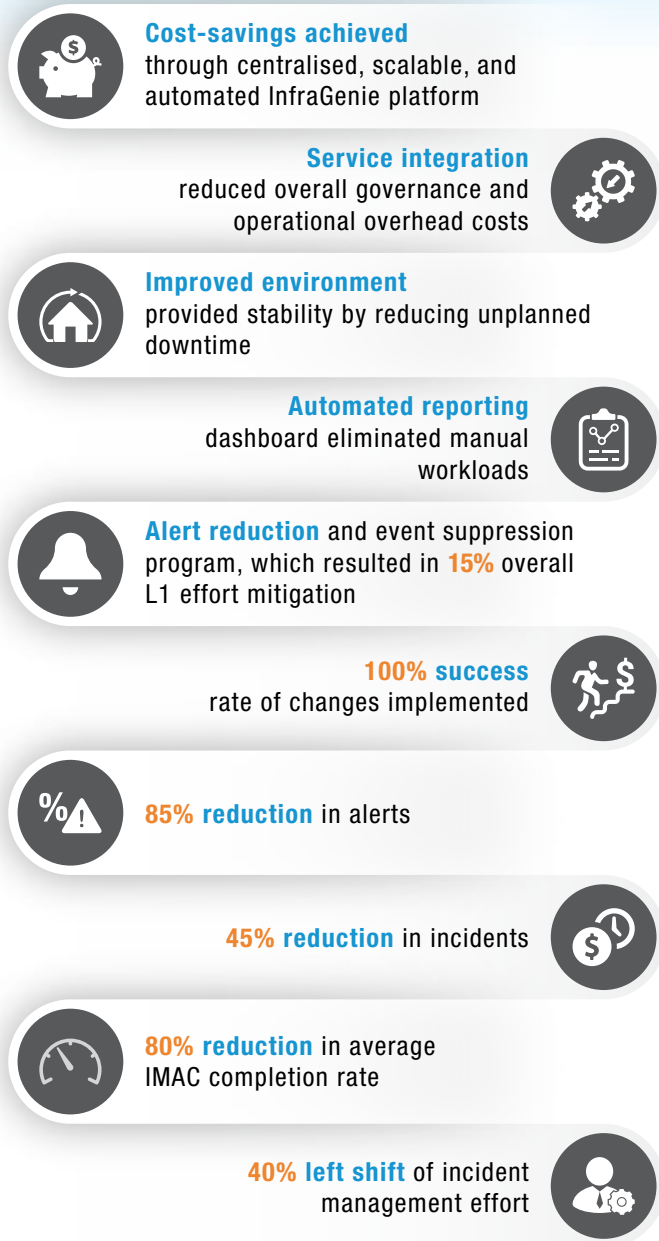 Cost-savings achieved
through centralised, scalable, and
automated InfraGenie platform
Service integration
reduced overall governance and
operational overhead costs
Improved environment
provided stability by reducing unplanned
downtime
Automated reporting
dashboard eliminated manual
workloads
Alert reduction and event suppression
program, which resulted in 15% overall
L1 effort mitigation
100% success
rate of changes implemented
85% reduction in alerts
45% reduction in incidents
80% reduction in average
IMAC completion rate
40% left shift of incident
management effort